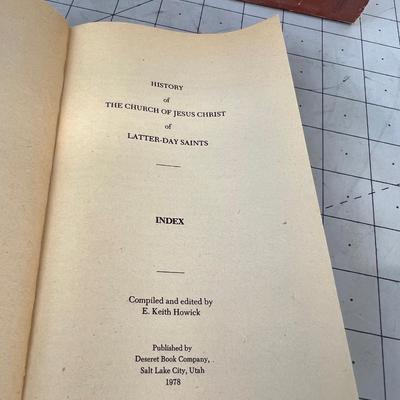 HISTORY
of
THE CHURCH OF JESUS CHRIST
of
LATTER-DAY SAINTS
INDEX
Compiled and edited by
E. Keith Howick
Published by
Deseret Book Company,
Salt Lake City, Utah
1978